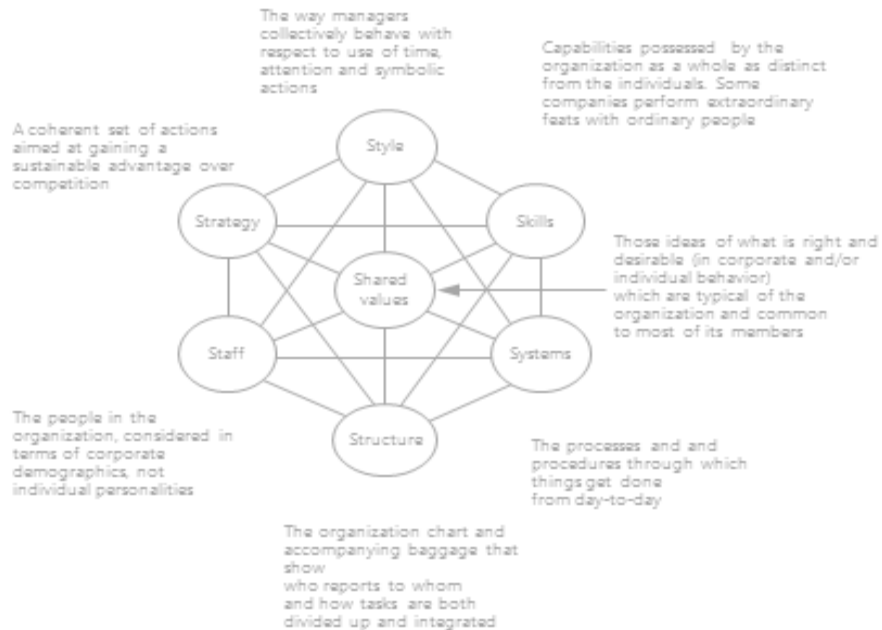 The way managers
collectively behave with
respect to use of time,
attention and symbolic
actions
Capabilities possessed by the
organization as a whole as distinct
from the individuals. Some
companies perform extraordinary
feats with ordinary people
A coherent set of actions
aimed at gaining a
sustainable advantage over
competition
Style
Strategy
Skills
Those ideas of what is right and
desirable (in corporate and/or
individual behavior)
which are typical of the
organization and common
to most of its members
Shared
values
Staff
Systems
The people in the
organization, considered in
terms of corporate
demographics, not
individual personalities
Structure
The processes and and
procedures through which
things get done
from day-to-day
The organization chart and
accompanying baggage that
show
who reports to whom
and how tasks are both
divided up and integrated